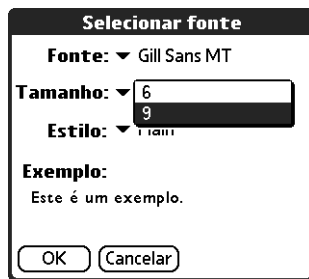 Selecionar fonte
Fonte: Gill Sans MT
Tamanho: 6
9
Estilo:
Exemplo:
Este é um exemplo.
OK Cancelar